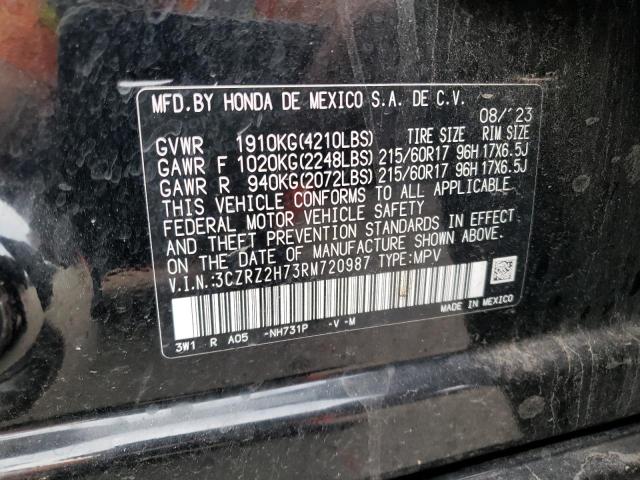 MFD.BY HONDA DE MEXICO S.A. DE C.V. 08/'23
GVWR 1910KG(4210LBS) TIRE SIZE RIM SIZE
GAWR F 1020KG(2248LBS) 215/60R17 96H 17X6.5J
GAWR R 940KG(2072LBS) 215/60R17 96H 17X6.5J
THIS VEHICLE CONFORMS TO ALL APPLICABLE
FEDERAL MOTOR VEHICLE SAFETY
AND THEFT PREVENTION STANDARDS IN EFFECT
ON THE DATE OF MANUFACTURE SHOWN ABOVE.
V.I.N.:3CZRZ2H73RM720987 TYPE:MPV
3W1 R A05 -NH731P -V -M MADE IN MEXICO